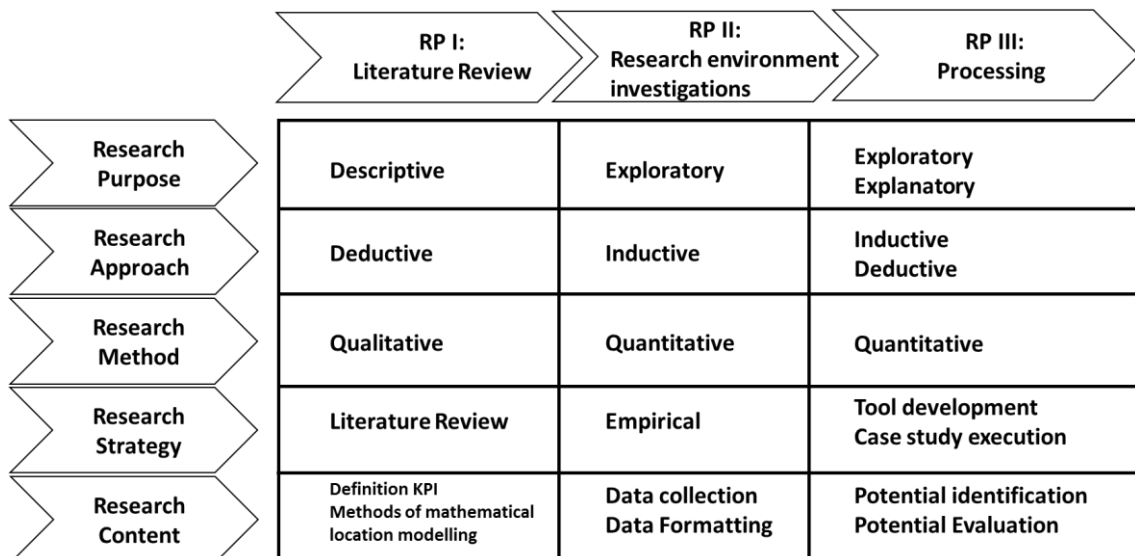 RP I:
Literature Review
RP II:
Research environment
investigations
RP III:
Processing
Research
Purpose
Descriptive
Exploratory
Exploratory
Explanatory
Research
Approach
Deductive
Inductive
Inductive
Deductive
Research
Method
Qualitative
Quantitative
Quantitative
Research
Strategy
Literature Review
Empirical
Tool development
Case study execution
Research
Content
Definition KPI
Methods of mathematical
location modelling
Data collection
Data Formatting
Potential identification
Potential Evaluation